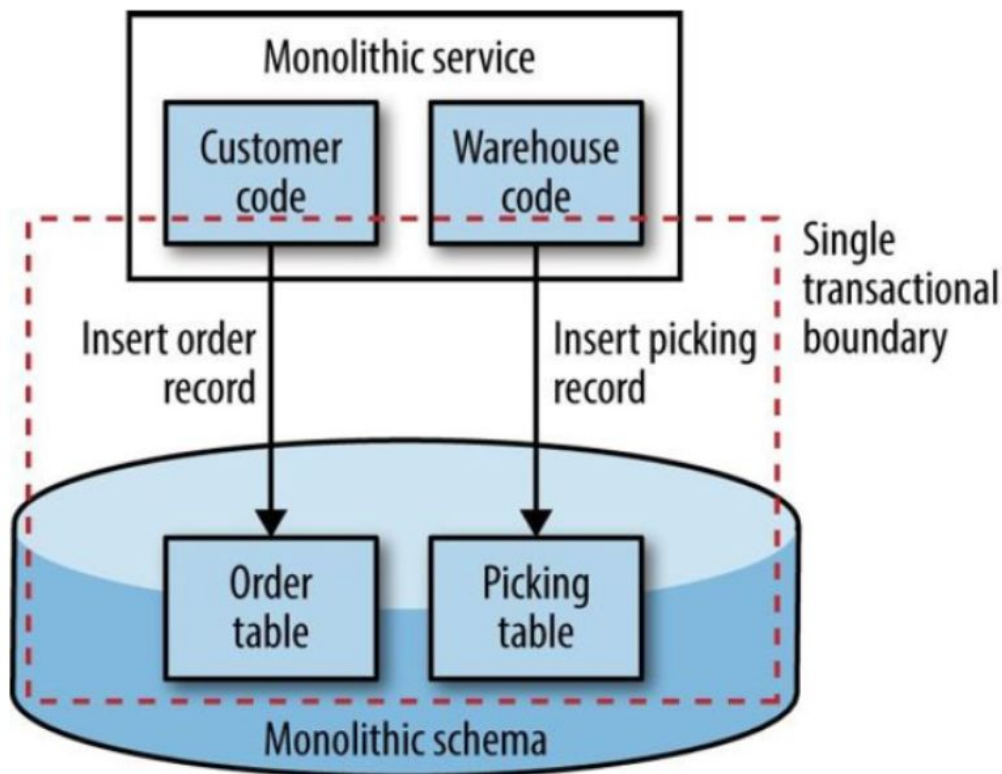 Monolithic service
Customer
code
Warehouse
code
Single
transactional
boundary
Insert order
record
Insert picking
record
Order
table
Picking
table
Monolithic schema